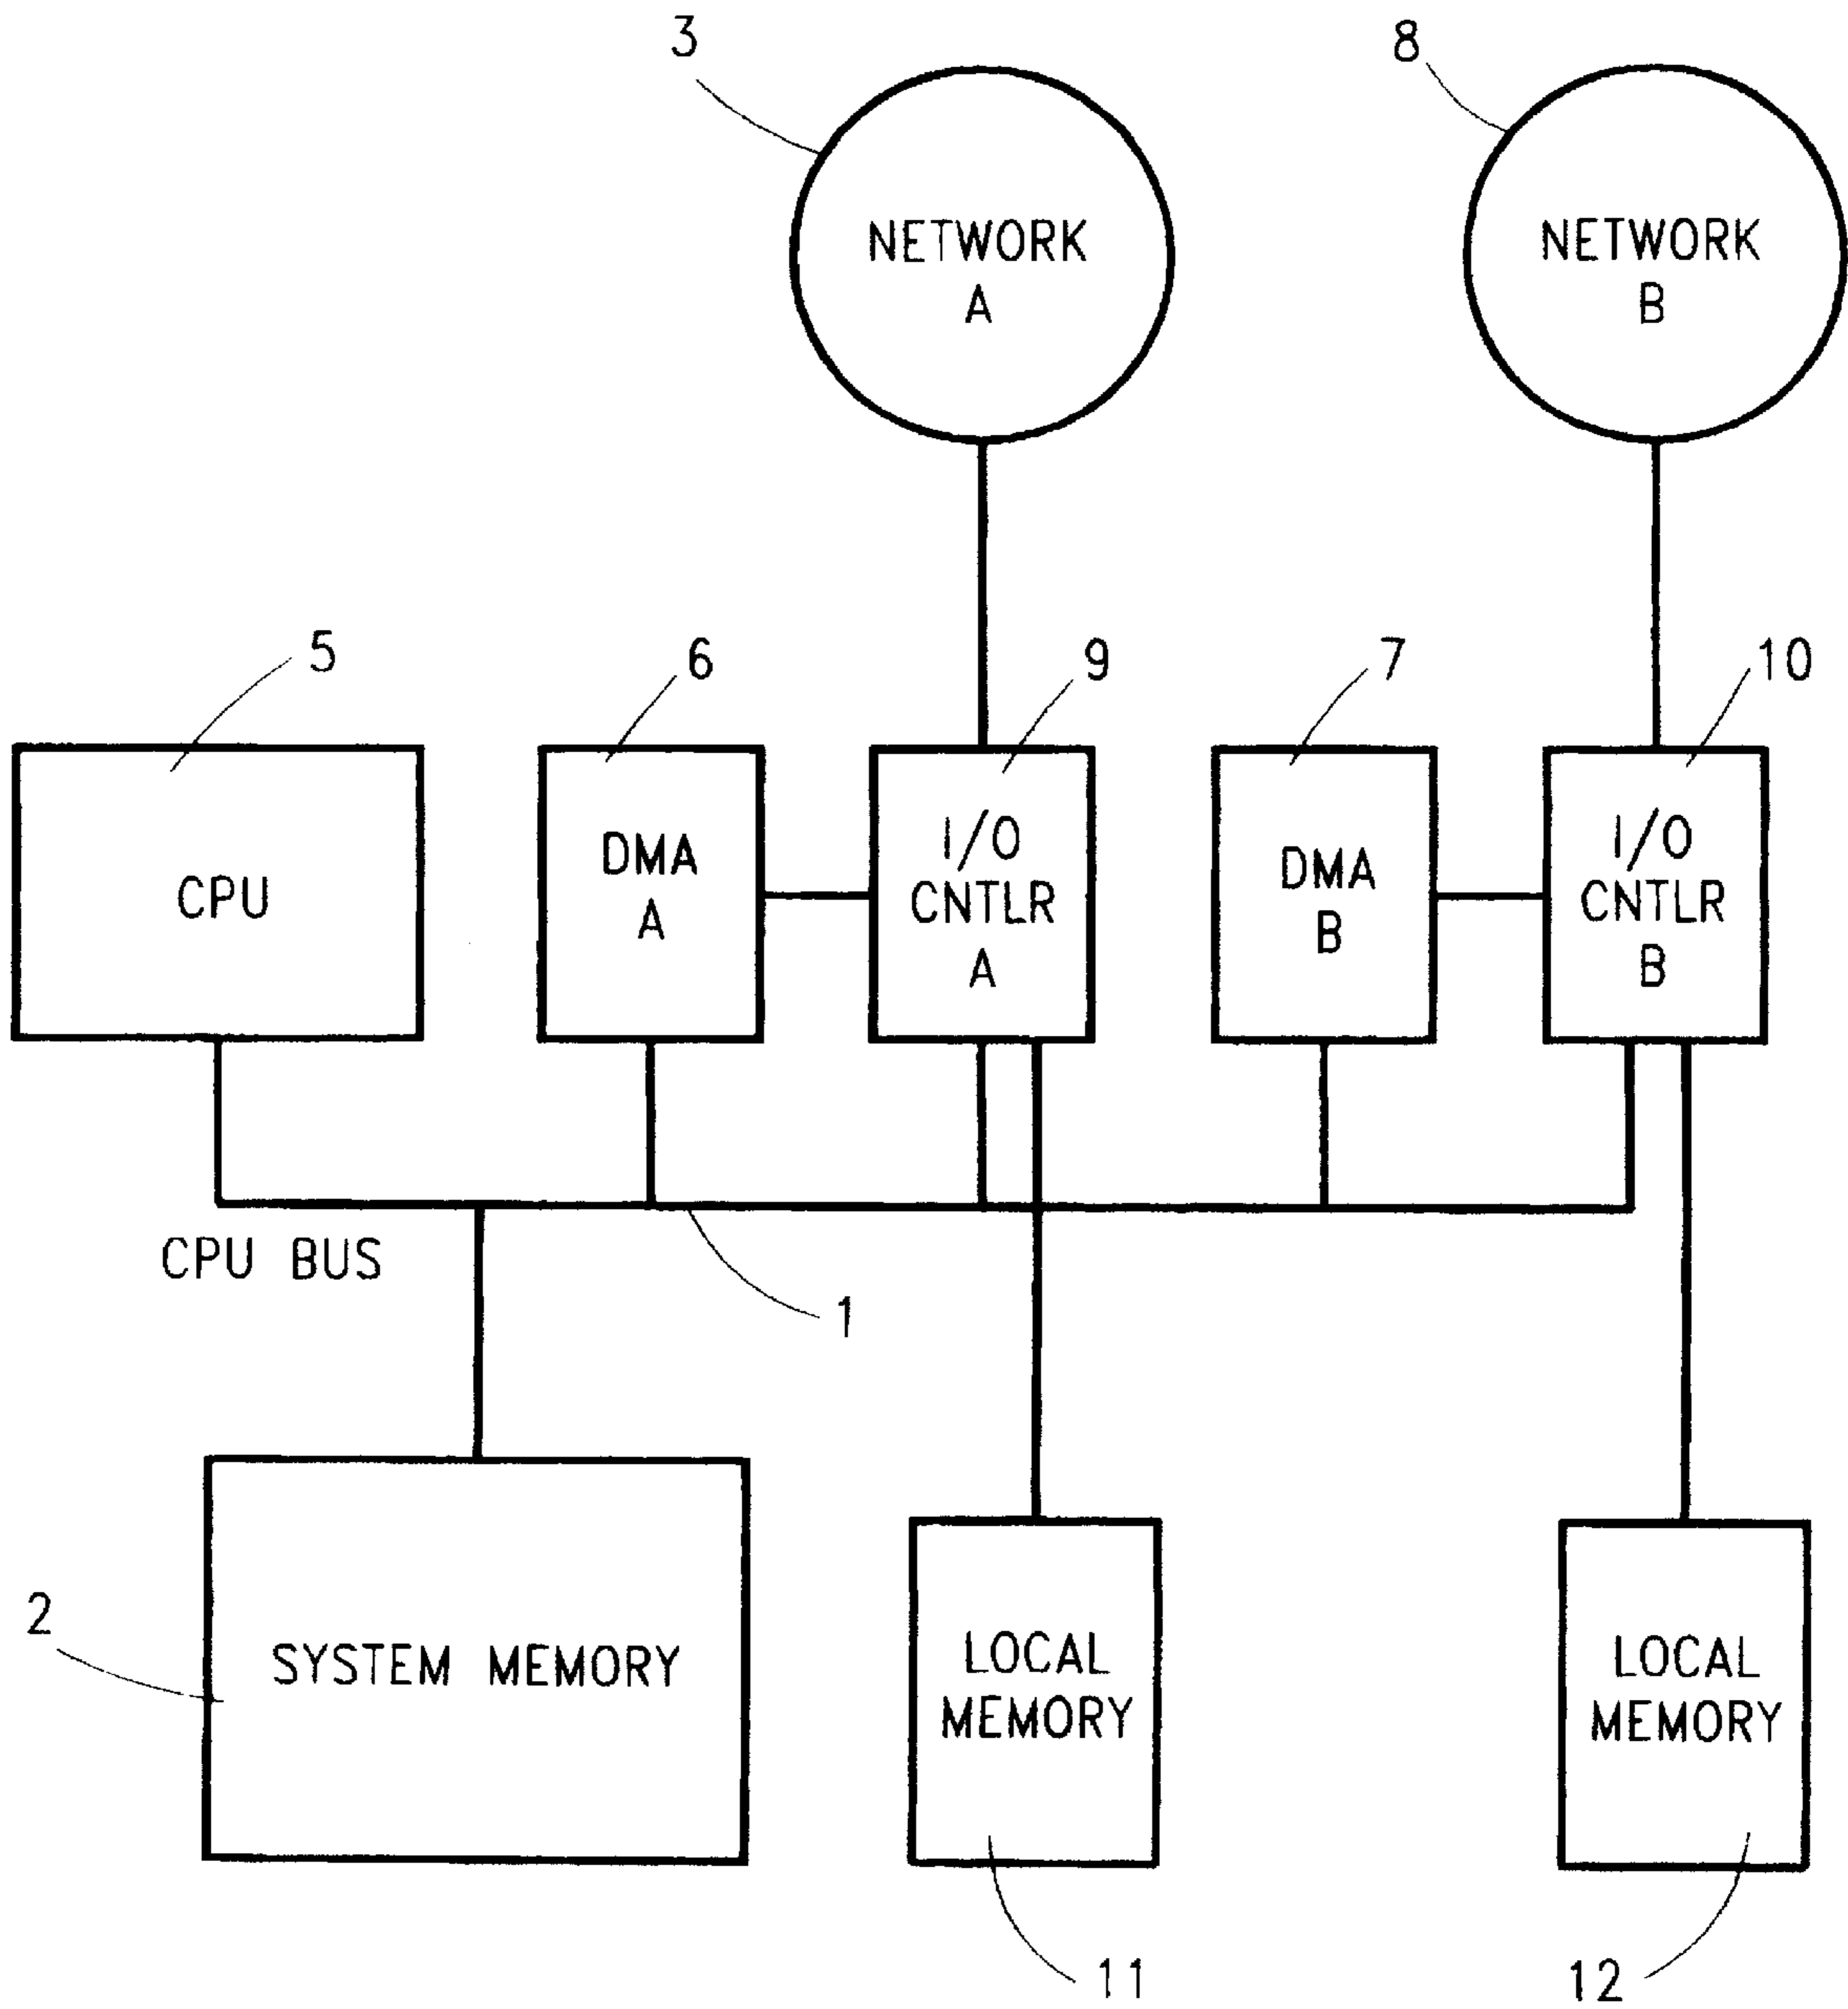 3
8
NETWORK
A
NETWORK
B
5
6
9
7
10
CPU
DMA
A
I/O
CNTLR
A
DMA
B
I/O
CNTLR
B
CPU BUS
1
2
SYSTEM MEMORY
LOCAL
MEMORY
LOCAL
MEMORY
11
12